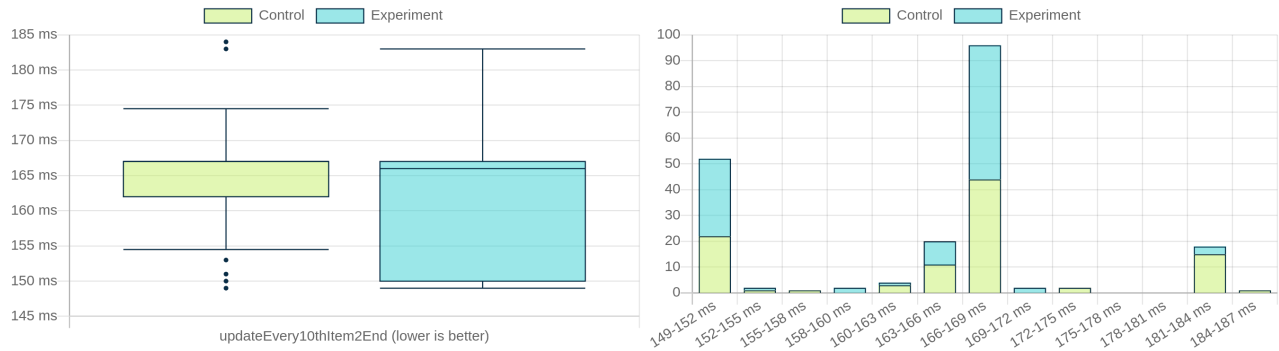 Control Experiment
185 ms
180 ms
175 ms
170 ms
165 ms
160 ms
155 ms
150 ms
145 ms
updateEvery10thItem2End (lower is better)
Control Experiment
100
90
80
70
60
50
40
30
20
10
0
149-152 ms
152-155 ms
155-158 ms
158-160 ms
160-163 ms
163-166 ms
166-169 ms
169-172 ms
172-175 ms
175-178 ms
178-181 ms
181-184 ms
184-187 ms